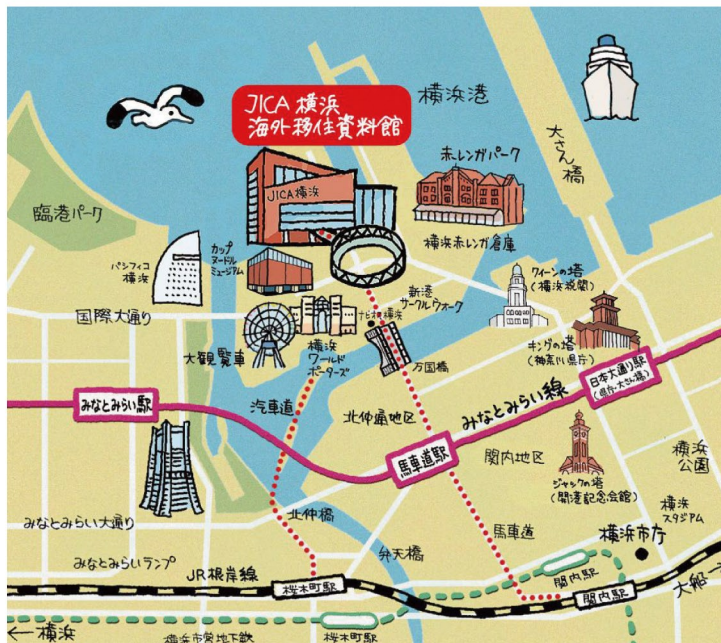 JICA 横浜
海外移住資料館
横浜港
大さん橋
JICA横浜
赤レンガパーク
横浜赤レンガ倉庫
臨港パーク
パシフィコ
横浜
カップ
ヌードル
ミュージアム
新港
サークルウォーク
クイーンの塔
(横浜税関)
国際大通り
大観覧車
横浜
ワールド
ポーターズ
ナビオス横浜
万国橋
キングの塔
(神奈川県庁)
日本大通り駅
(県庁・大さん橋)
みなとみらい線
みなとみらい駅
汽車道
北仲通地区
馬車道駅
関内地区
ジャックの塔
(開港記念会館)
横浜
公園
横浜
スタジアム
みなとみらい大通り
北仲橋
馬車道
横浜市庁
みなとみらいランプ
弁天橋
JR根岸線
桜木町駅
関内駅
関内駅
大船→
←横浜
横浜市営地下鉄
桜木町駅